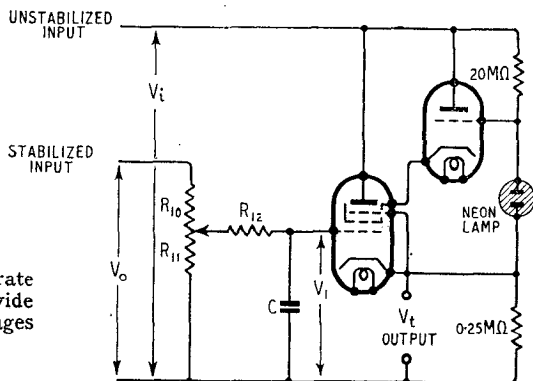 UNSTABILIZED
INPUT
Vi
20MΩ
STABILIZED
INPUT
R10
R12
NEON
LAMP
R11
Vo
V1
C
Vt
OUTPUT
0·25MΩ
rate
vide
ages